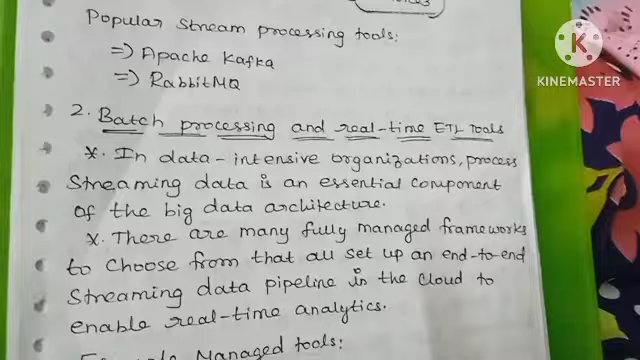 Popular Stream processing tools:
=) Apache Kafka
=) RabbitMQ
2. Batch processing and real-time ETL Tools
*. In data-intensive organizations, process
Streaming data is an essential component
of the big data architecture.
*. There are many fully managed frameworks
to choose from that all set up an end-to-end
Streaming data pipeline in the cloud to
enable real-time analytics.
Managed tools:
KINEMASTER